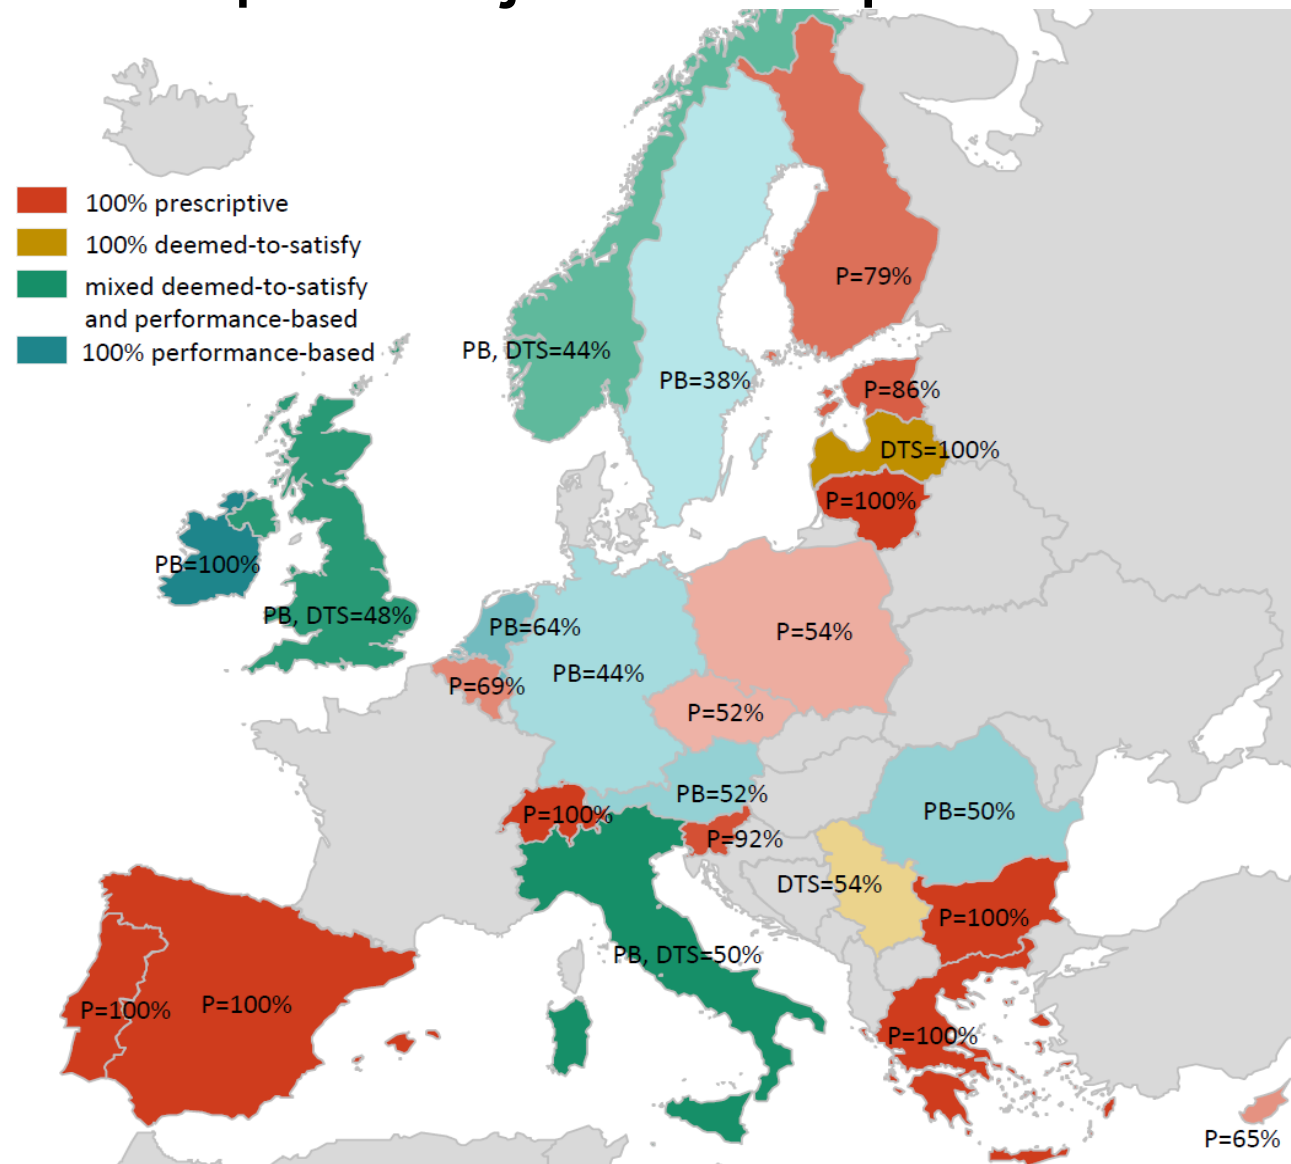 100% prescriptive
100% deemed-to-satisfy
mixed deemed-to-satisfy
and performance-based
100% performance-based
P=79%
PB, DTS=44%
PB=38%
P=86%
DTS=100%
P=100%
PB=100%
PB, DTS=48%
PB=64%
P=54%
PB=44%
P=69%
P=52%
PB=52%
P=100%
PB=50%
P=92%
DTS=54%
P=100%
PB, DTS=50%
P=100%
P=100%
P=100%
P=65%